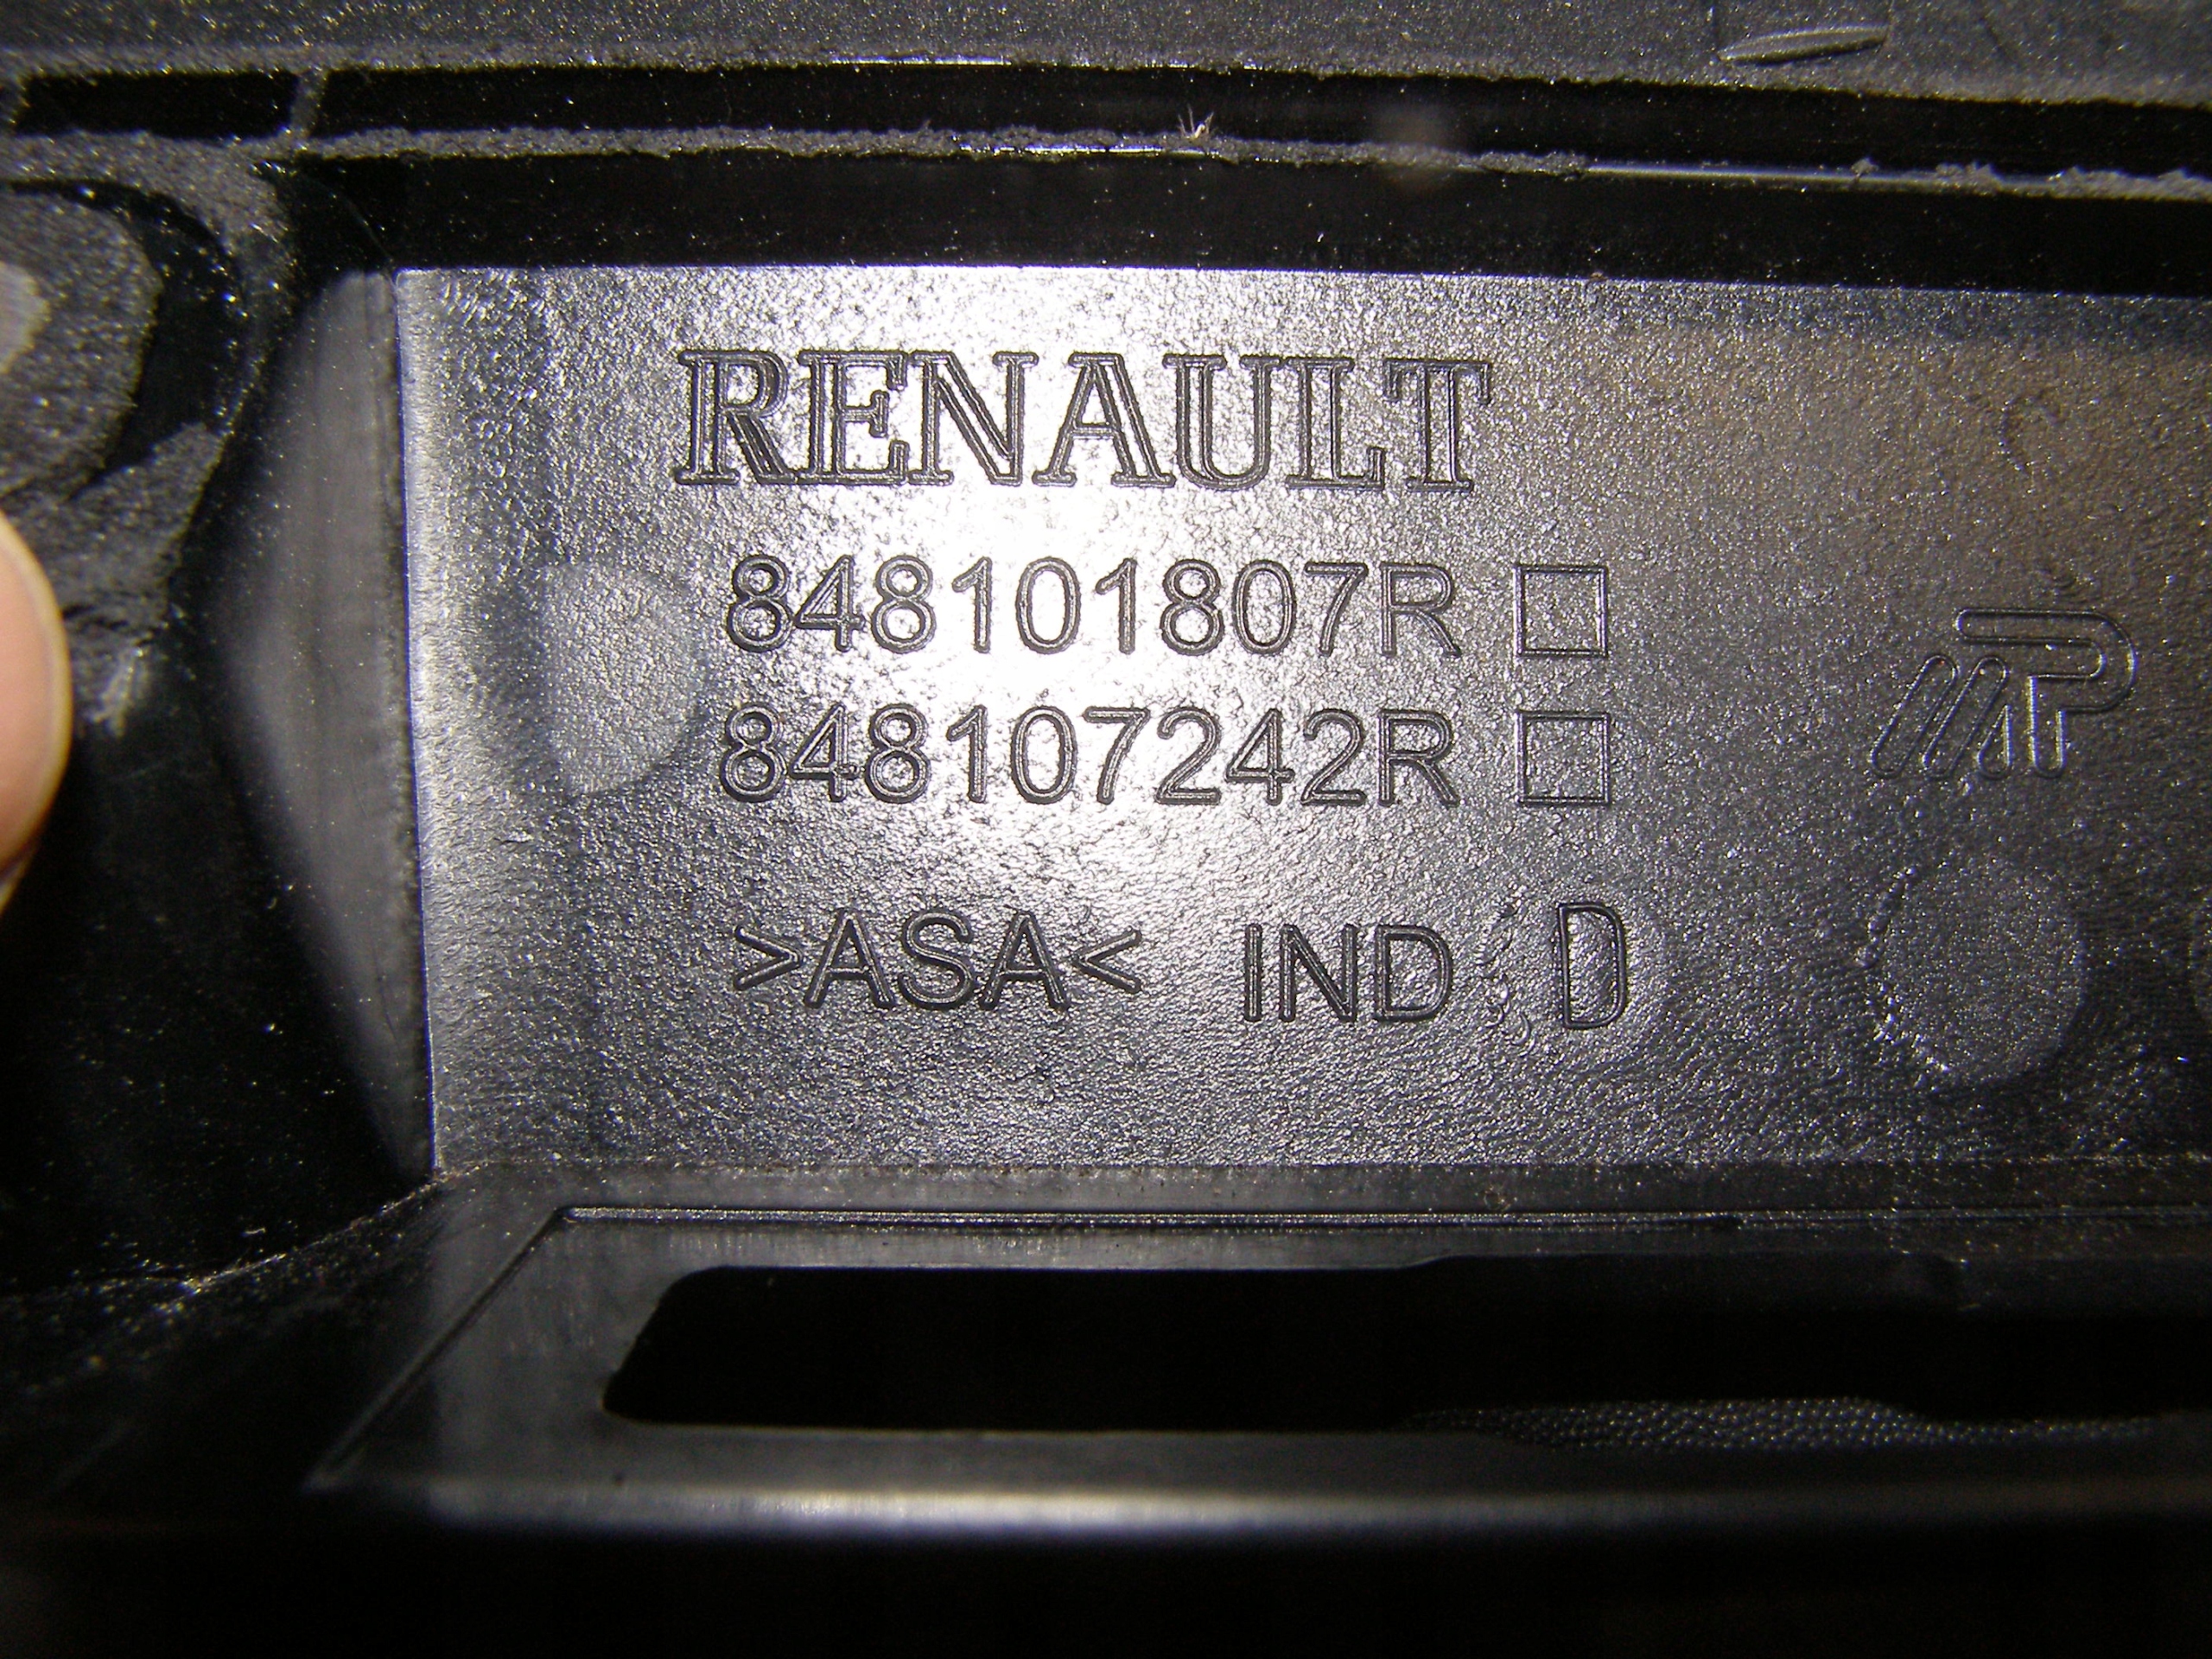 RENAULT
848101807R
848107242R
>ASA< IND D